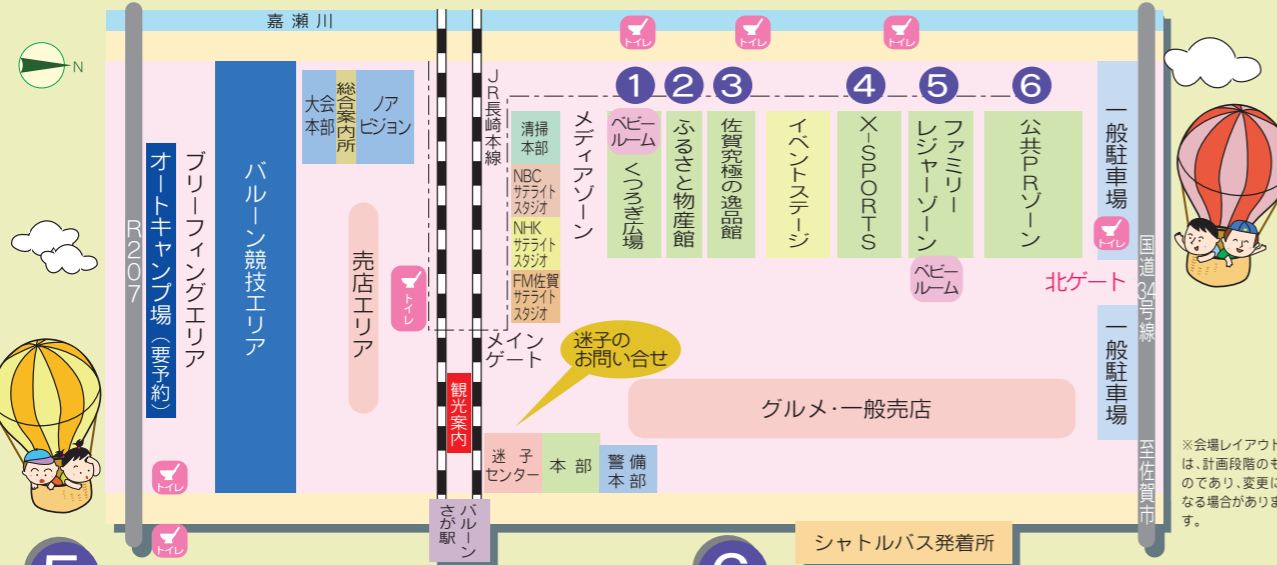 嘉瀬川
トイレ
トイレ
トイレ
N
R207
オートキャンプ場（要予約）
ブリーフィングエリア
バルーン競技エリア
大会
本部
総合案内所
ノア
ビジョン
売店エリア
トイレ
トイレ
トイレ
JR長崎本線
観光案内
バルーン
さが駅
清掃
本部
NBC
サテライト
スタジオ
NHK
サテライト
スタジオ
FM佐賀
サテライト
スタジオ
メディアゾーン
メイン
ゲート
迷子の
お問い合せ
迷子
センター
本部
警備
本部
1
ベビー
ルーム
くつろぎ広場
2
ふるさと物産館
3
佐賀究極の逸品館
イベントステージ
4
X-SPORTS
5
ファミリー
レジャーゾーン
ベビー
ルーム
6
公共PRゾーン
グルメ・一般売店
一般駐車場
トイレ
北ゲート
一般駐車場
国道34号線
至佐賀市
シャトルバス発着所
※会場レイアウト
は、計画段階のも
のであり、変更に
なる場合がありま
す。